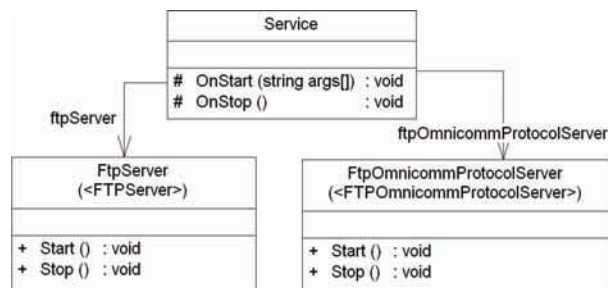 Service
# OnStart (string args[]) : void
# OnStop () : void
ftpServer
ftpOmnicommProtocolServer
FtpServer
(<FTPServer>)
+ Start () : void
+ Stop () : void
FtpOmnicommProtocolServer
(<FTPOmnicommProtocolServer>)
+ Start () : void
+ Stop () : void